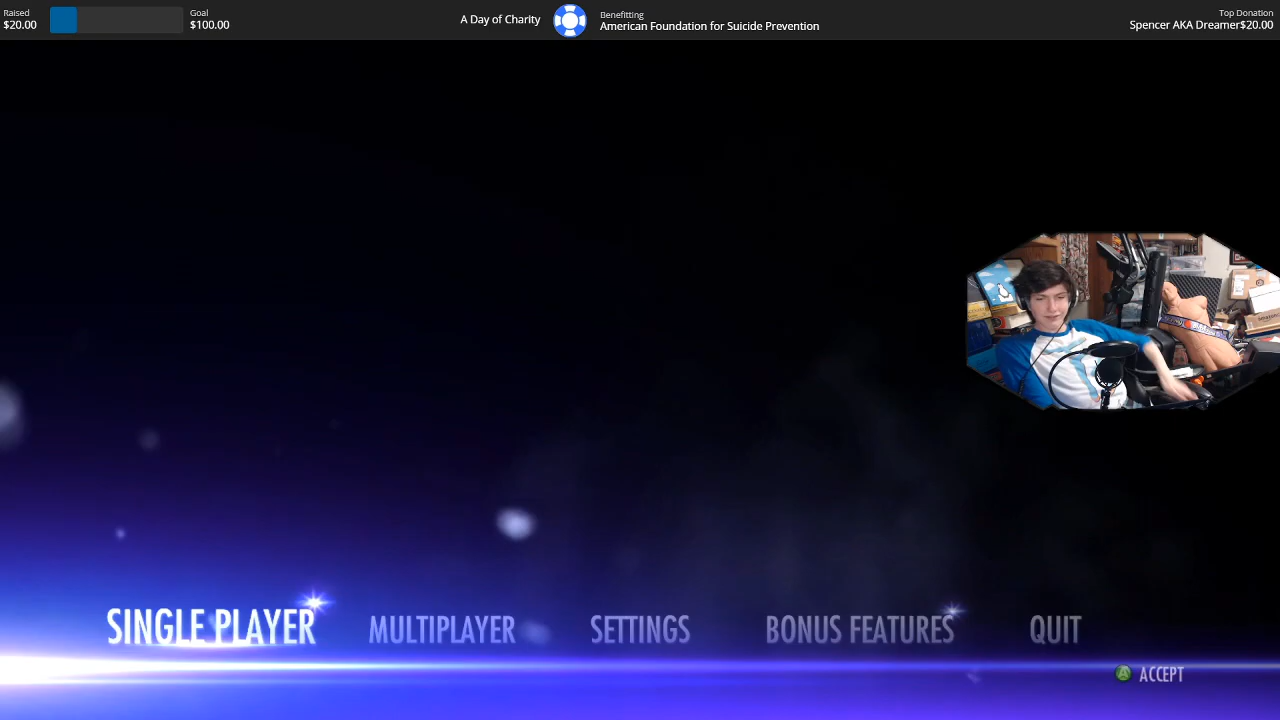 Raised
$20.00
Goal
$100.00
A Day of Charity
Benefitting
American Foundation for Suicide Prevention
Top Donation
Spencer AKA Dreamer$20.00
SINGLE PLAYER
MULTIPLAYER
SETTINGS
BONUS FEATURES
QUIT
A ACCEPT